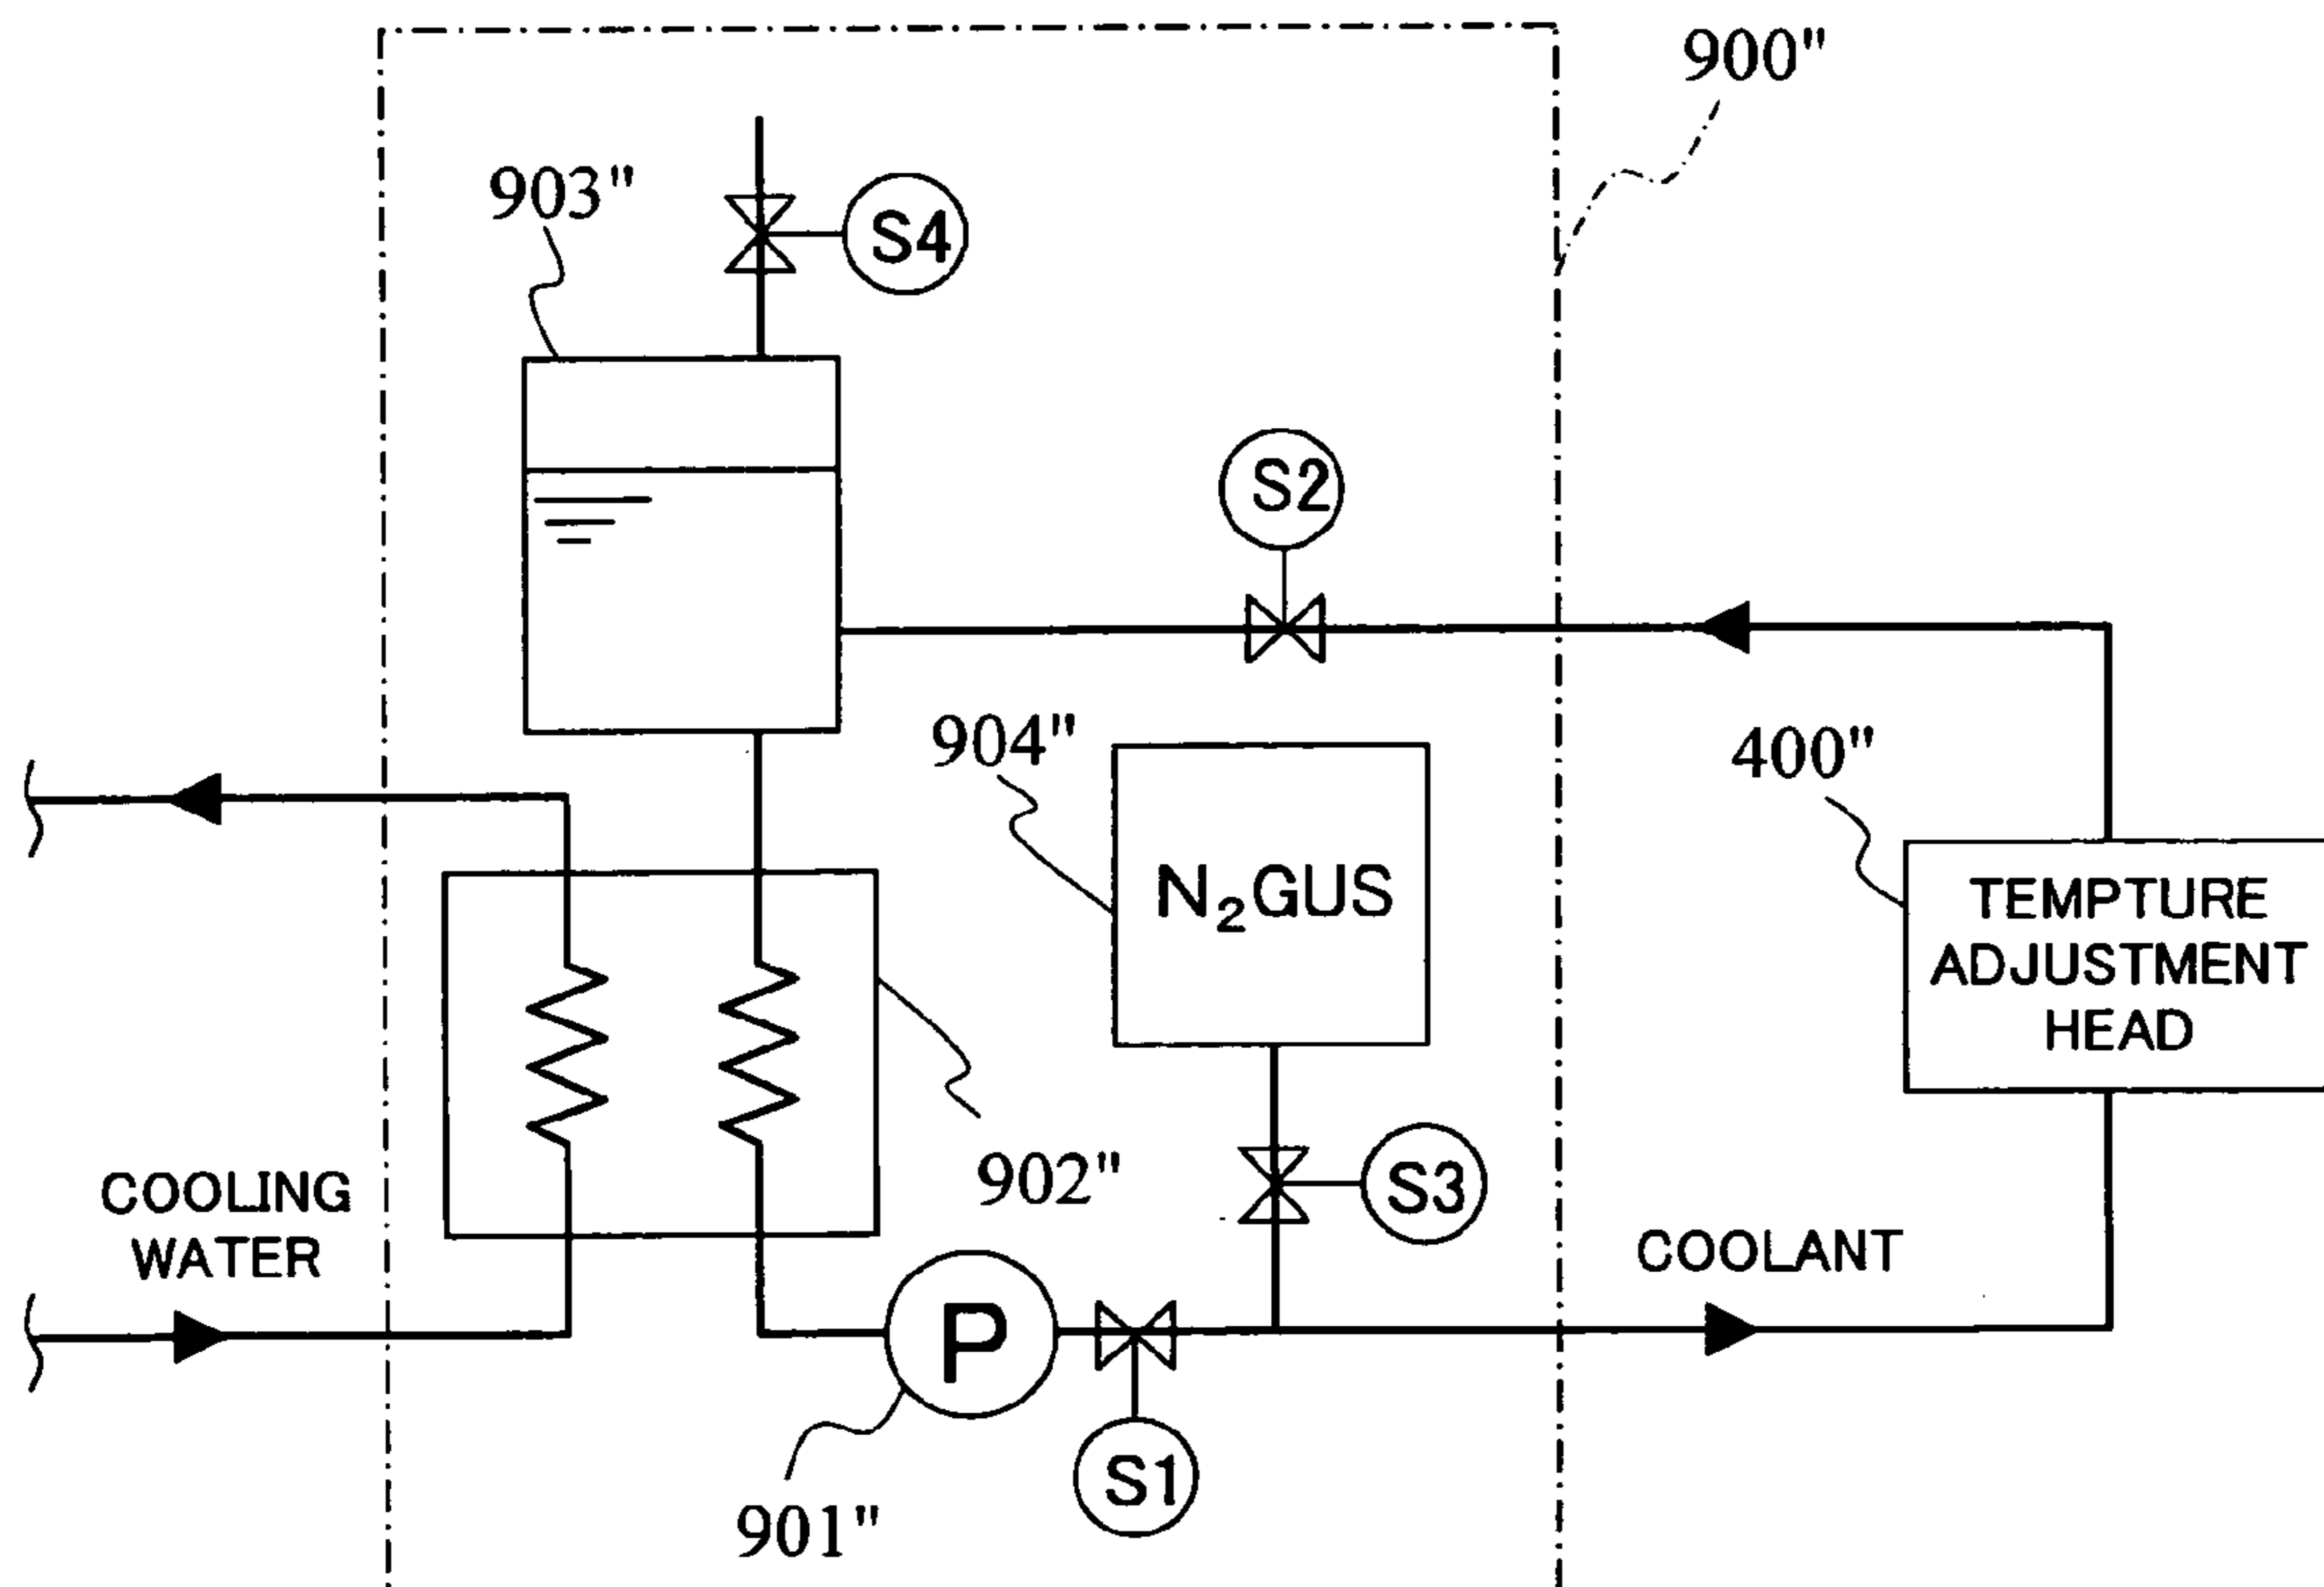 900"
903"
S4
S2
904"
400"
N₂GUS
TEMPTURE
ADJUSTMENT
HEAD
902"
S3
COOLING
WATER
COOLANT
P
S1
901"